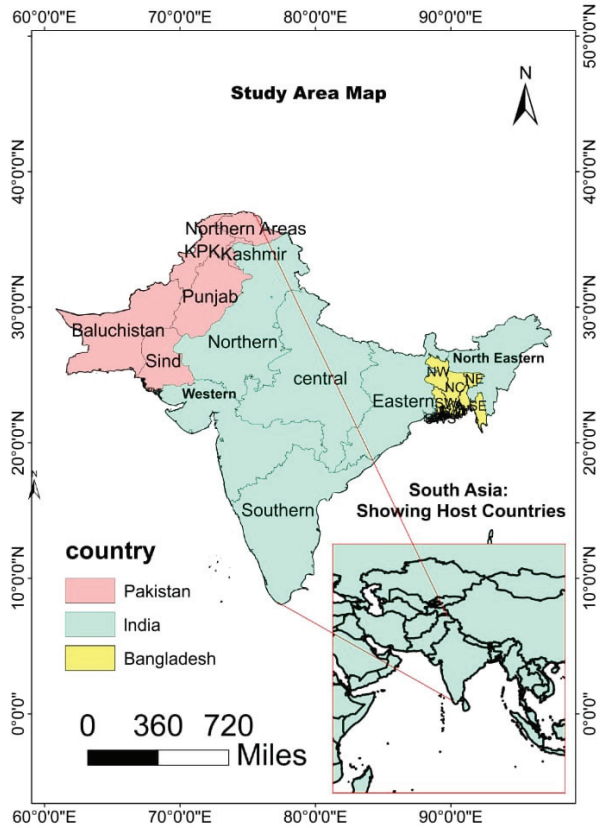 60°0'0"E 70°0'0"E 80°0'0"E 90°0'0"E
Study Area Map
N
50°0'0"N
40°0'0"N 40°0'0"N
Northern Areas
KPK Kashmir
Punjab
30°0'0"N 30°0'0"N
Baluchistan
Northern
North Eastern
Sind
NW
NE
central
NC
Western
Eastern
SW
SE
20°0'0"N 20°0'0"N
N
South Asia:
Showing Host Countries
Southern
country
10°0'0"N 10°0'0"N
Pakistan
India
Bangladesh
0°0'0" 0°0'0"
0 360 720
Miles
60°0'0"E 70°0'0"E 80°0'0"E 90°0'0"E